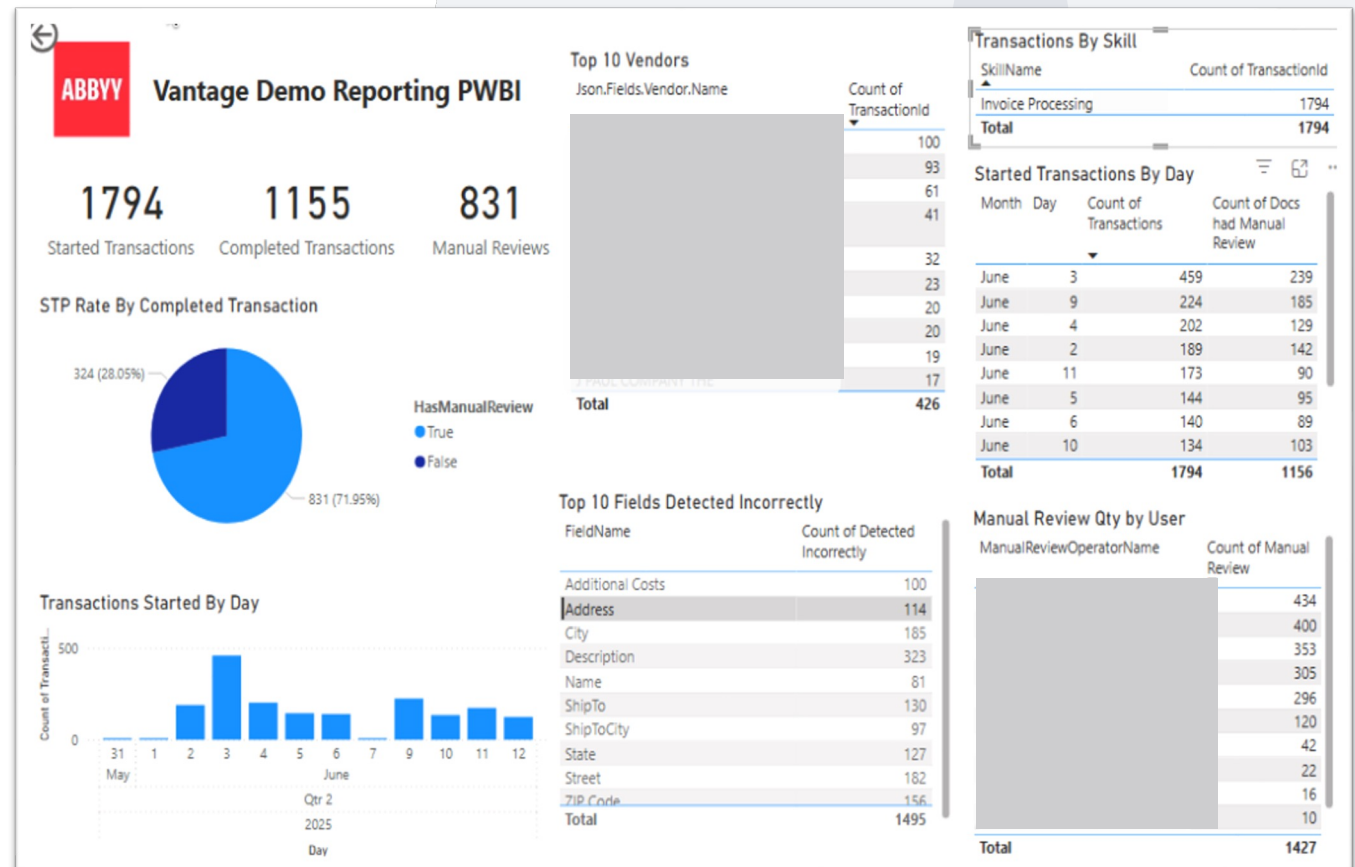 ABBYY
Vantage Demo Reporting PWBI
1794
1155
831
Started Transactions
Completed Transactions
Manual Reviews
STP Rate By Completed Transaction
324 (28.05%)
831 (71.95%)
HasManualReview
True
False
Transactions Started By Day
Count of Transacti...
500
0
31 1 2 3 4 5 6 7 9 10 11 12
May June
Qtr 2
2025
Day
Top 10 Vendors
Json.Fields.Vendor.Name Count of
TransactionId
100
93
61
41
32
23
20
20
19
J PAUL COMPANY THE 17
Total 426
Top 10 Fields Detected Incorrectly
FieldName Count of Detected
Incorrectly
Additional Costs 100
Address 114
City 185
Description 323
Name 81
ShipTo 130
ShipToCity 97
State 127
Street 182
ZIP Code 156
Total 1495
Transactions By Skill
SkillName Count of TransactionId
Invoice Processing 1794
Total 1794
Started Transactions By Day
Month Day Count of Count of Docs
Transactions had Manual
Review
June 3 459 239
June 9 224 185
June 4 202 129
June 2 189 142
June 11 173 90
June 5 144 95
June 6 140 89
June 10 134 103
Total 1794 1156
Manual Review Qty by User
ManualReviewOperatorName Count of Manual
Review
434
400
353
305
296
120
42
22
16
10
Total 1427